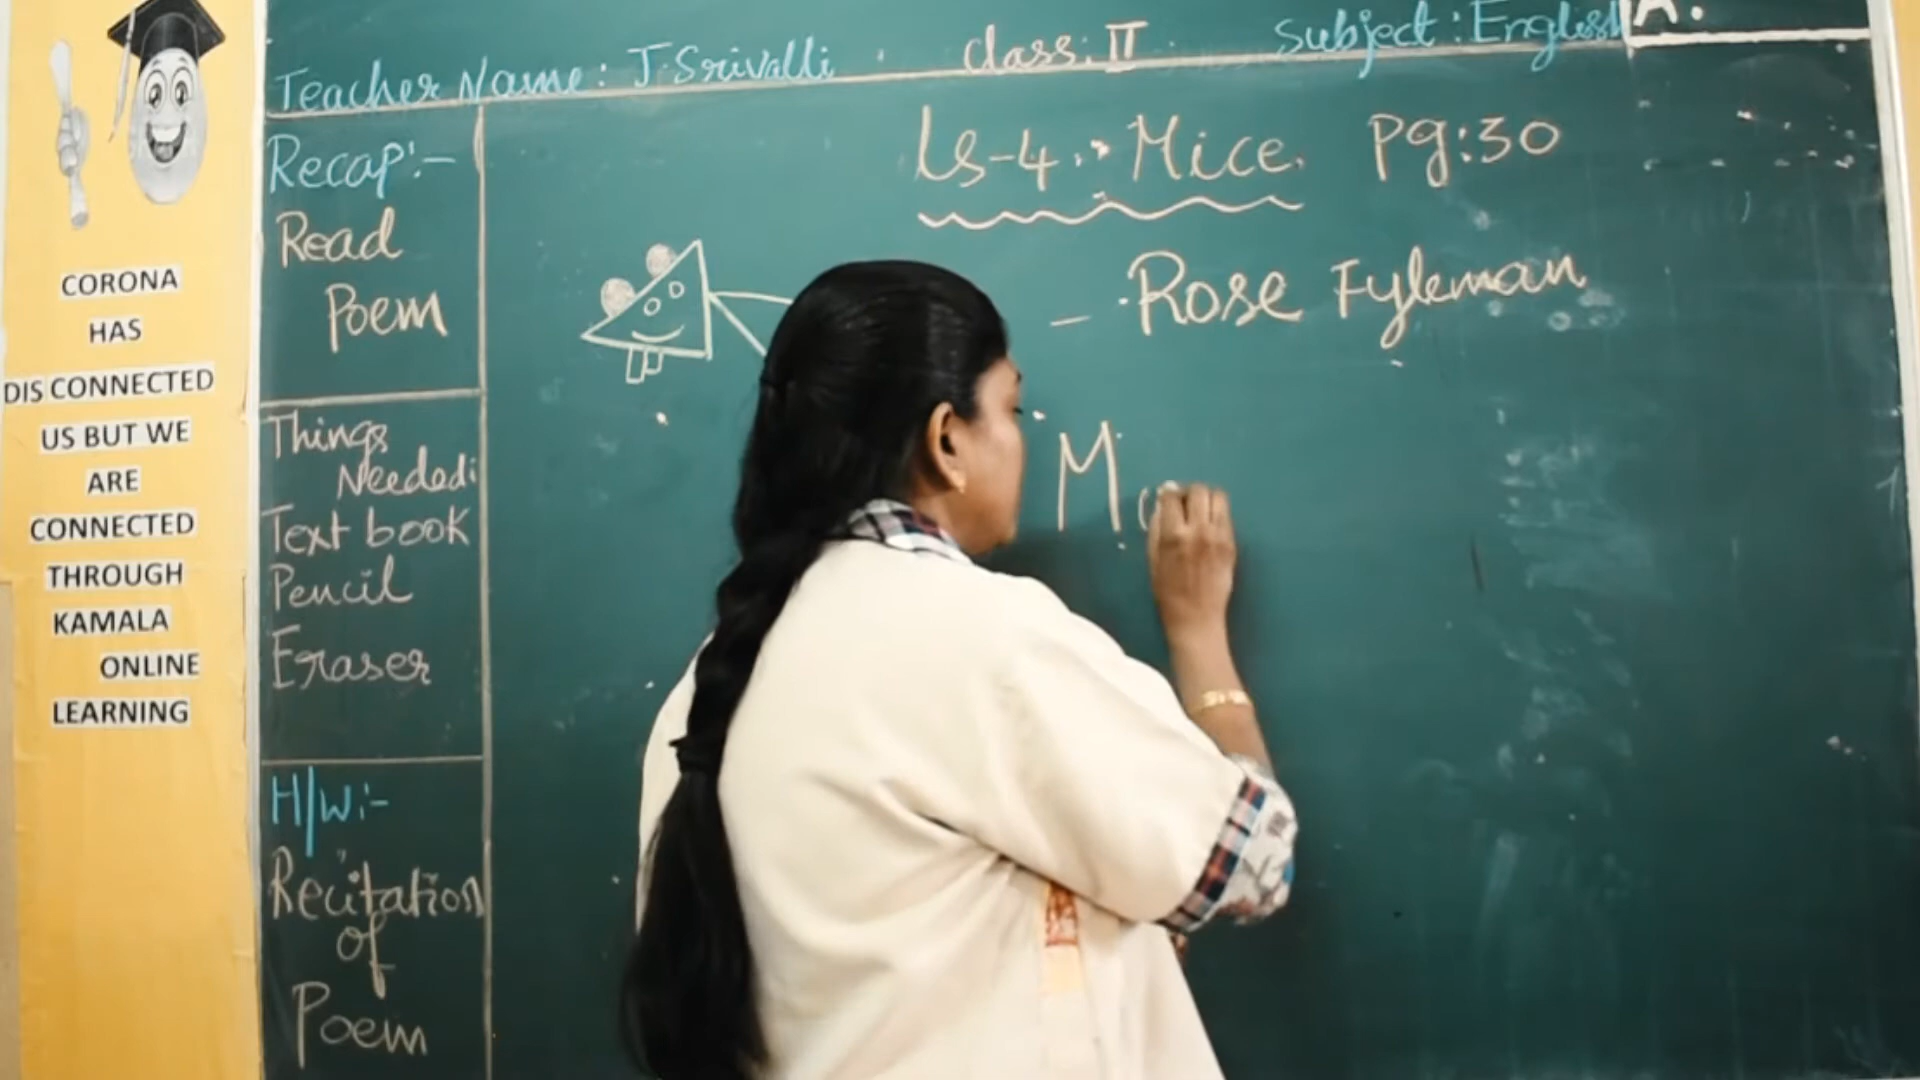 CORONA
HAS
DIS CONNECTED
US BUT WE
ARE
CONNECTED
THROUGH
KAMALA
ONLINE
LEARNING
Teacher Name: J. Srivalli Class: II Subject: English
Recap:-
Read
Poem
Things
Needed:
Text book
Pencil
Eraser
H/W:-
Recitation
of
Poem
Ls-4. Mice. Pg:30
- Rose Fyleman
M